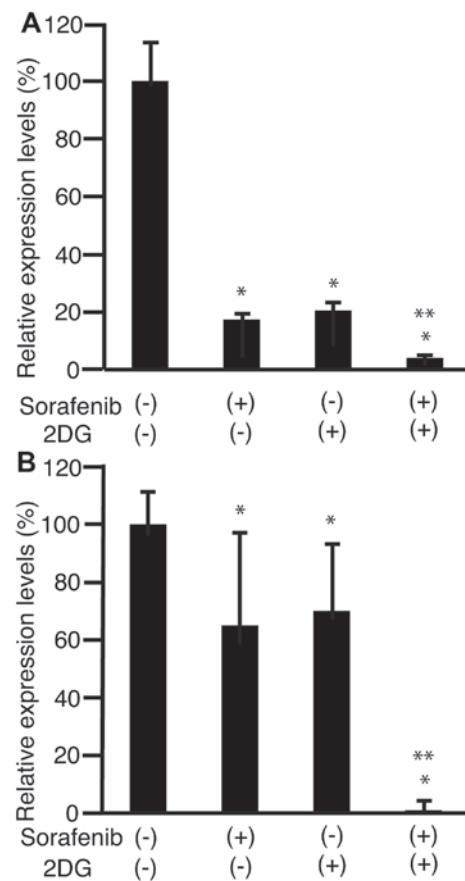 A
Relative expression levels (%)
120
100
80
60
40
20
0
* * **
*
Sorafenib (-) (+) (-) (+)
2DG (-) (-) (+) (+)
B
Relative expression levels (%)
120
100
80
60
40
20
0
* * **
*
Sorafenib (-) (+) (-) (+)
2DG (-) (-) (+) (+)